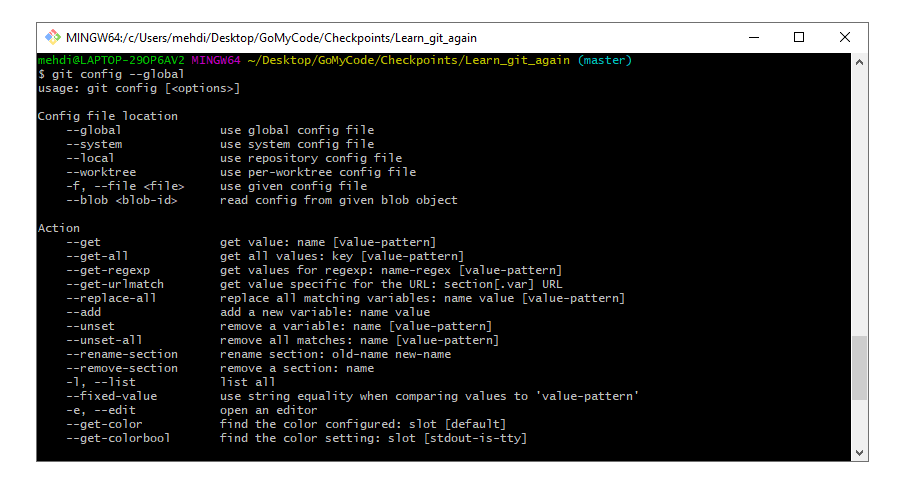 MINGW64:/c/Users/mehdi/Desktop/GoMyCode/Checkpoints/Learn_git_again
mehdi@LAPTOP-29OP6AV2 MINGW64 ~/Desktop/GoMyCode/Checkpoints/Learn_git_again (master)
$ git config --global
usage: git config [<options>]

Config file location
    --global              use global config file
    --system              use system config file
    --local               use repository config file
    --worktree            use per-worktree config file
    -f, --file <file>     use given config file
    --blob <blob-id>      read config from given blob object

Action
    --get                 get value: name [value-pattern]
    --get-all             get all values: key [value-pattern]
    --get-regexp          get values for regexp: name-regex [value-pattern]
    --get-urlmatch        get value specific for the URL: section[.var] URL
    --replace-all         replace all matching variables: name value [value-pattern]
    --add                 add a new variable: name value
    --unset               remove a variable: name [value-pattern]
    --unset-all           remove all matches: name [value-pattern]
    --rename-section      rename section: old-name new-name
    --remove-section      remove a section: name
    -l, --list            list all
    --fixed-value         use string equality when comparing values to 'value-pattern'
    -e, --edit            open an editor
    --get-color           find the color configured: slot [default]
    --get-colorbool       find the color setting: slot [stdout-is-tty]